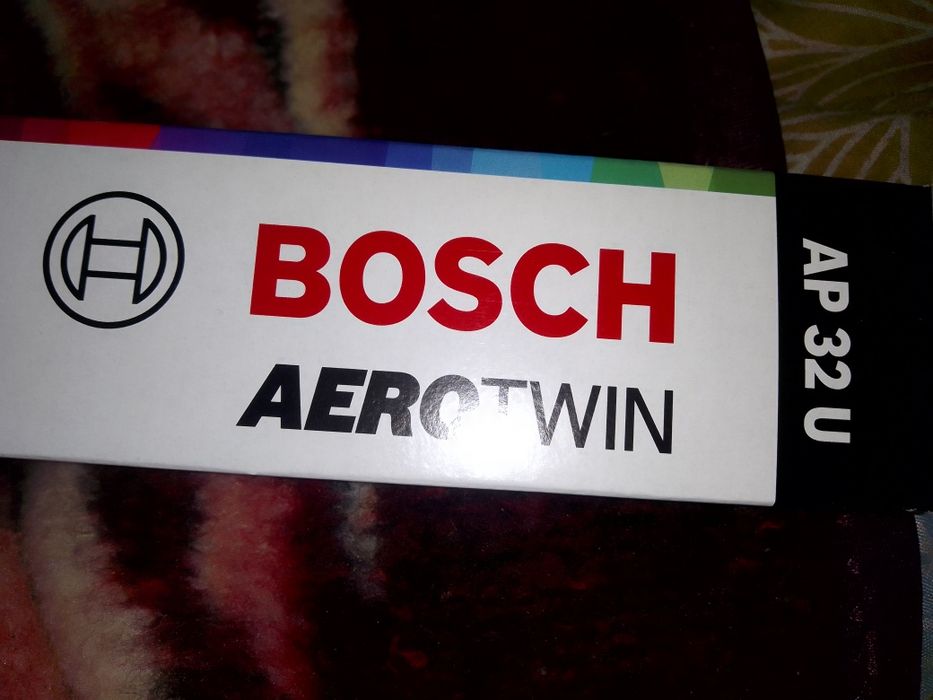 BOSCH
AEROTWIN
AP 32 U